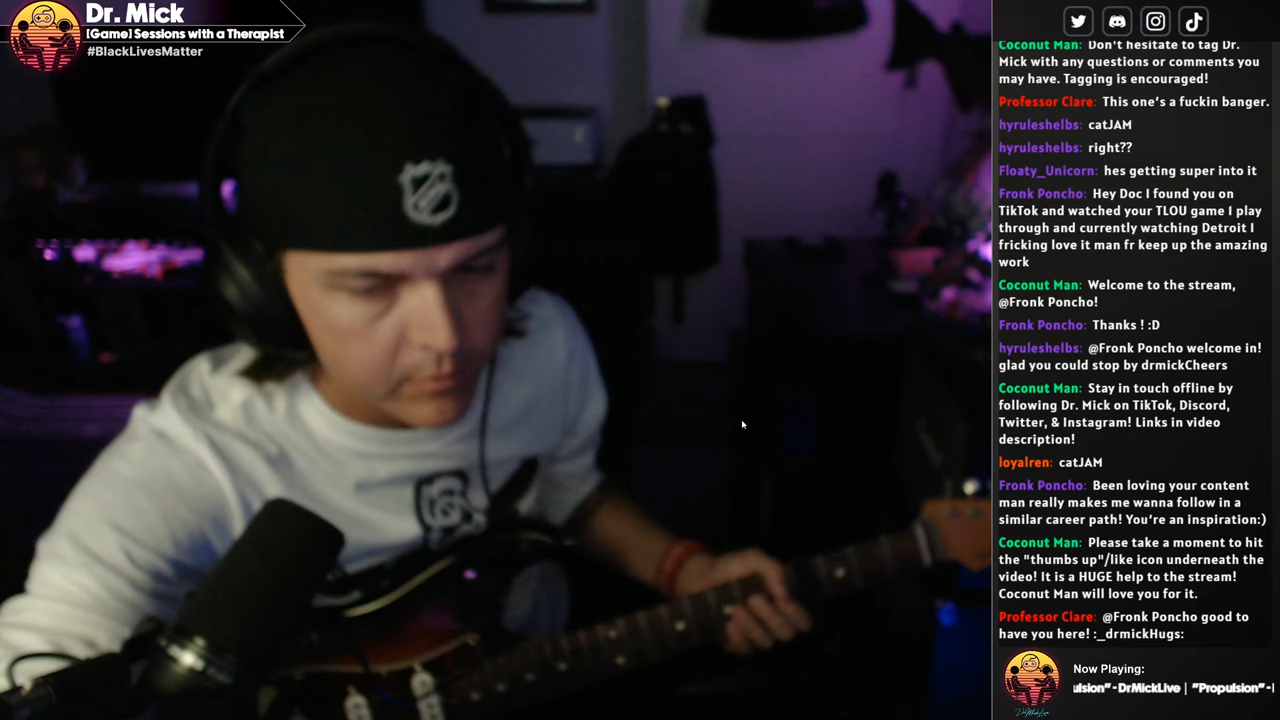 Dr. Mick
[Game] Sessions with a Therapist
#BlackLivesMatter
Coconut Man: Don't hesitate to tag Dr.
Mick with any questions or comments you
may have. Tagging is encouraged!
Professor Clare: This one's a fuckin banger.
hyruleshelbs: catJAM
hyruleshelbs: right??
Floaty_Unicorn: hes getting super into it
Fronk Poncho: Hey Doc I found you on
TikTok and watched your TLOU game I play
through and currently watching Detroit I
fricking love it man fr keep up the amazing
work
Coconut Man: Welcome to the stream,
@Fronk Poncho!
Fronk Poncho: Thanks ! :D
hyruleshelbs: @Fronk Poncho welcome in!
glad you could stop by drmickCheers
Coconut Man: Stay in touch offline by
following Dr. Mick on TikTok, Discord,
Twitter, & Instagram! Links in video
description!
loyalren: catJAM
Fronk Poncho: Been loving your content
man really makes me wanna follow in a
similar career path! You're an inspiration:)
Coconut Man: Please take a moment to hit
the "thumbs up"/like icon underneath the
video! It is a HUGE help to the stream!
Coconut Man will love you for it.
Professor Clare: @Fronk Poncho good to
have you here! :_drmickHugs:
Now Playing:
ulsion" - DrMickLive | "Propulsion" -
DrMickLive